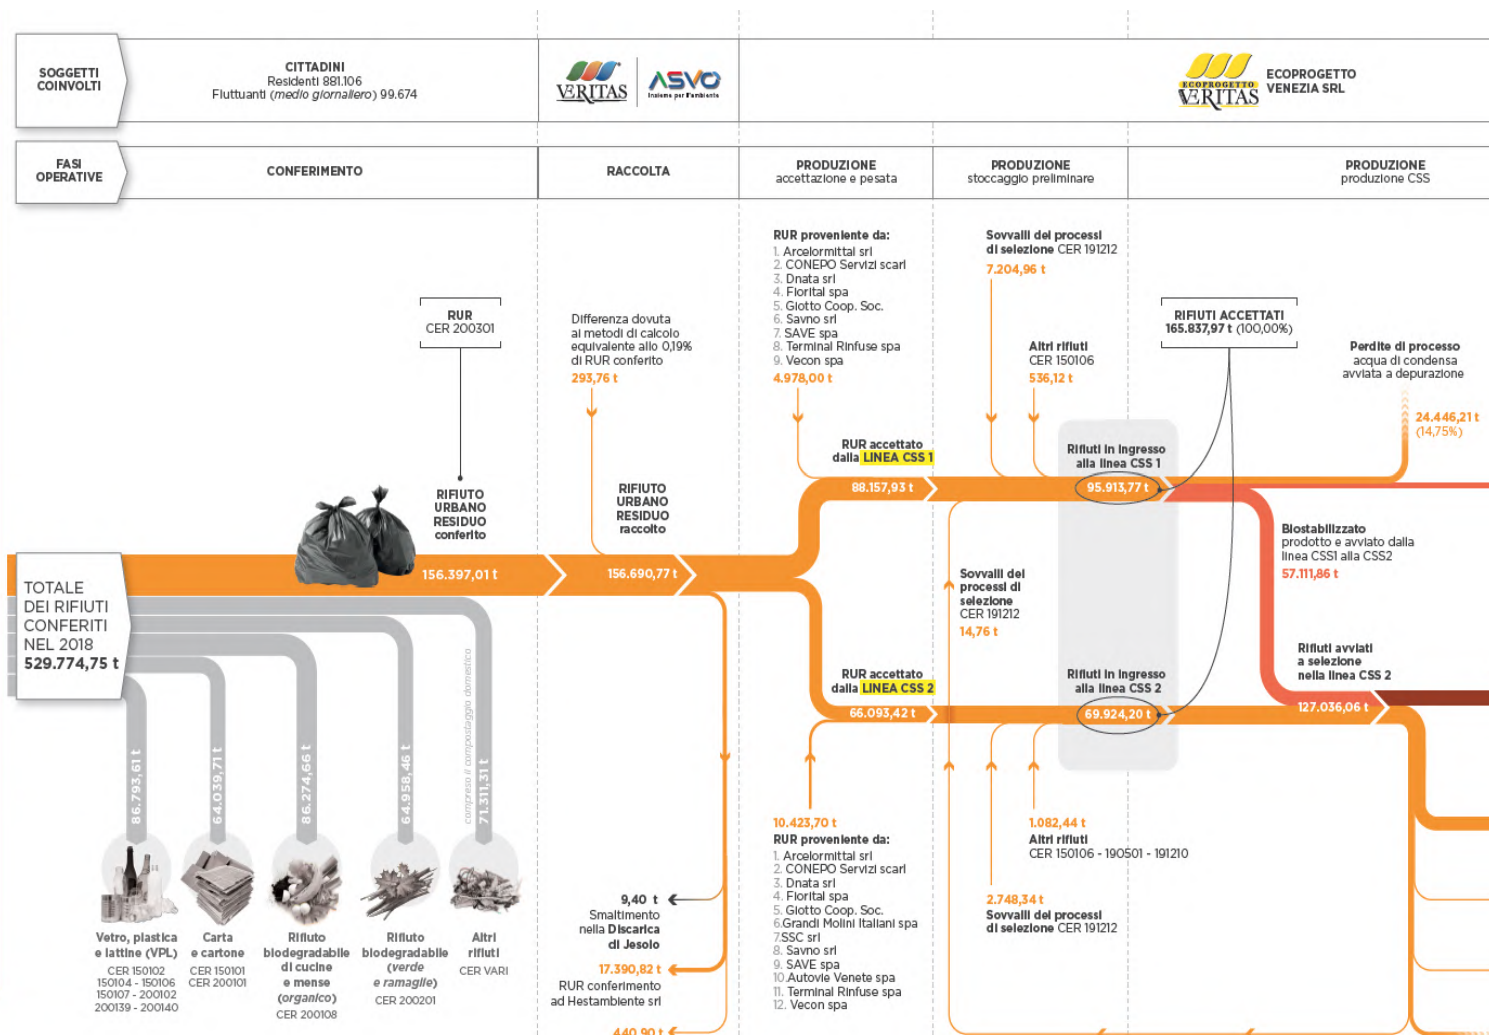 SOGGETTI
COINVOLTI
CITTADINI
Residenti 881.106
Fluttuanti (medio giornaliero) 99.674
VERITAS
ASVO
Insieme per l'ambiente
ECOPROGETTO
VERITAS
ECOPROGETTO
VENEZIA SRL
FASI
OPERATIVE
CONFERIMENTO
RACCOLTA
PRODUZIONE
accettazione e pesata
PRODUZIONE
stoccaggio preliminare
PRODUZIONE
produzione CSS
RUR
CER 200301
Differenza dovuta
ai metodi di calcolo
equivalente allo 0,19%
di RUR conferito
293,76 t
RUR proveniente da:
1. Arcelormittal srl
2. CONEPO Servizi scarl
3. Dnata srl
4. Fiorital spa
5. Giotto Coop. Soc.
6. Savno srl
7. SAVE spa
8. Terminal Rinfuse spa
9. Vecon spa
4.978,00 t
Sovvalli dei processi
di selezione CER 191212
7.204,96 t
Altri rifiuti
CER 150106
536,12 t
RIFIUTI ACCETTATI
165.837,97 t (100,00%)
Perdite di processo
acqua di condensa
avviata a depurazione
24.446,21 t
(14,75%)
RUR accettato
dalla LINEA CSS 1
88.157,93 t
Rifiuti in ingresso
alla linea CSS 1
95.913,77 t
RIFIUTO
URBANO
RESIDUO
conferito
156.397,01 t
RIFIUTO
URBANO
RESIDUO
raccolto
156.690,77 t
Biostabilizzato
prodotto e avviato dalla
linea CSS1 alla CSS2
57.111,86 t
TOTALE
DEI RIFIUTI
CONFERITI
NEL 2018
529.774,75 t
Sovvalli dei
processi di
selezione
CER 191212
14,76 t
RUR accettato
dalla LINEA CSS 2
66.093,42 t
Rifiuti in ingresso
alla linea CSS 2
69.924,20 t
Rifiuti avviati
a selezione
nella linea CSS 2
127.036,06 t
86.793,61 t
64.039,71 t
86.274,66 t
64.958,46 t
compreso il compostaggio domestico
71.311,31 t
Vetro, plastica
e lattine (VPL)
CER 150102
150104 - 150106
150107 - 200102
200139 - 200140
Carta
e cartone
CER 150101
CER 200101
Rifiuto
biodegradabile
di cucine
e mense
(organico)
CER 200108
Rifiuto
biodegradabile
(verde
e ramaglie)
CER 200201
Altri
rifiuti
CER VARI
9,40 t
Smaltimento
nella Discarica
di Jesolo
17.390,82 t
RUR conferimento
ad Hestambiente srl
440,90 t
10.423,70 t
RUR proveniente da:
1. Arcelormittal srl
2. CONEPO Servizi scarl
3. Dnata srl
4. Fiorital spa
5. Giotto Coop. Soc.
6.Grandi Molini Italiani spa
7.SSC srl
8. Savno srl
9. SAVE spa
10.Autovie Venete spa
11. Terminal Rinfuse spa
12. Vecon spa
1.082,44 t
Altri rifiuti
CER 150106 - 190501 - 191210
2.748,34 t
Sovvalli dei processi
di selezione CER 191212